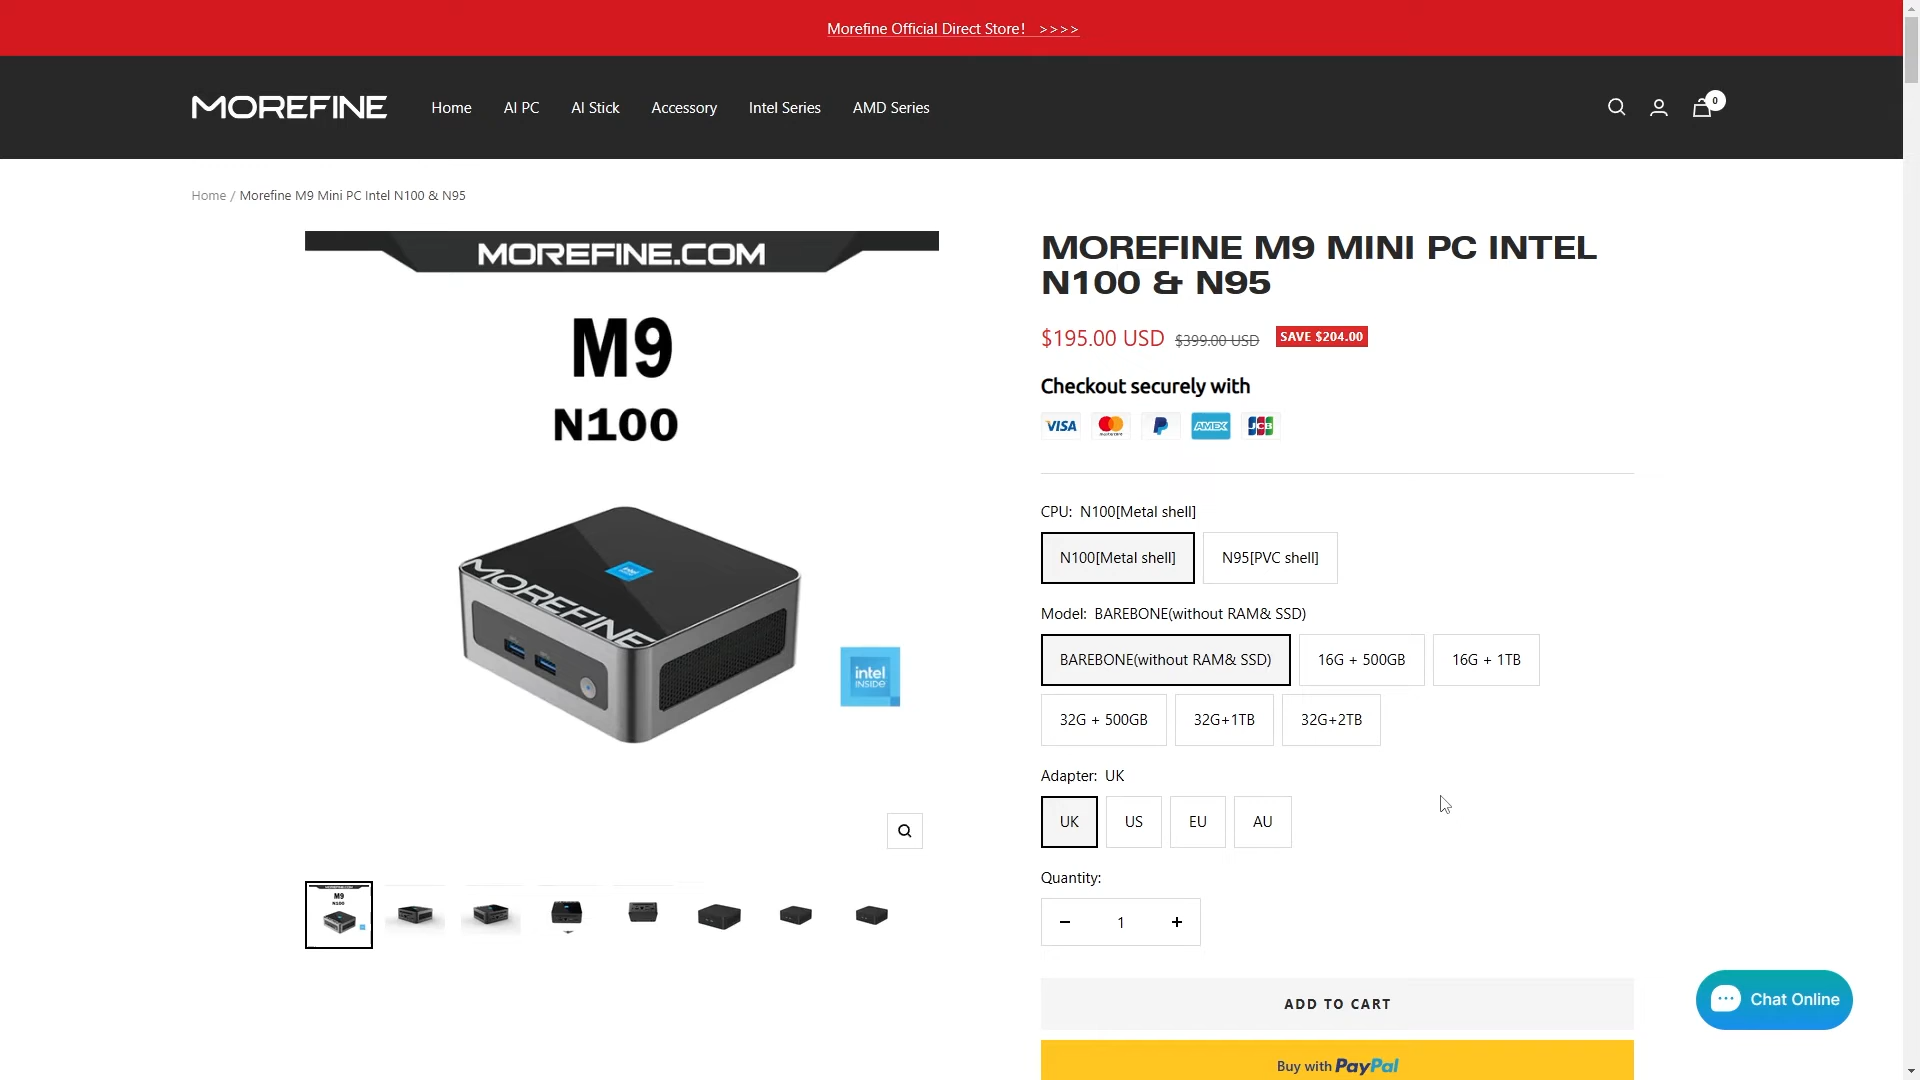 Morefine Official Direct Store! >>>>
MOREFINE
Home
AI PC
AI Stick
Accessory
Intel Series
AMD Series
0
Home / Morefine M9 Mini PC Intel N100 & N95
MOREFINE.COM
M9
N100
intel
MOREFINE
intel
INSIDE
MOREFINE M9 MINI PC INTEL
N100 & N95
$195.00 USD $399.00 USD SAVE $204.00
Checkout securely with
VISA
mastercard
AMEX
JCB
CPU: N100[Metal shell]
N100[Metal shell]
N95[PVC shell]
Model: BAREBONE(without RAM& SSD)
BAREBONE(without RAM& SSD)
16G + 500GB
16G + 1TB
32G + 500GB
32G+1TB
32G+2TB
Adapter: UK
UK
US
EU
AU
Quantity:
− 1 +
ADD TO CART
Buy with PayPal
M9
N100
Chat Online